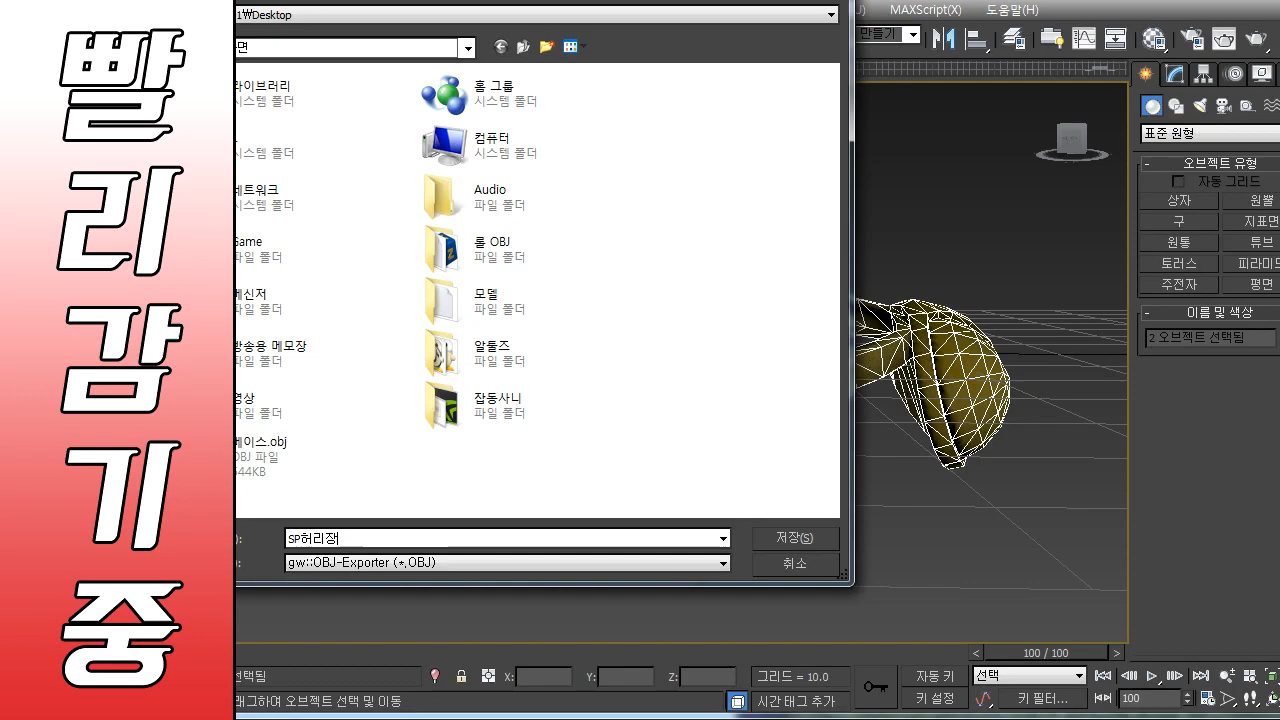 빨
리
감
기
중
1₩Desktop
MAXScript(X) 도움말(H)
만들기
라이브러리
시스템 폴더
홈 그룹
시스템 폴더
시스템 폴더
컴퓨터
시스템 폴더
네트워크
시스템 폴더
Audio
파일 폴더
Game
파일 폴더
롤 OBJ
파일 폴더
메신저
파일 폴더
모델
파일 폴더
방송용 메모장
파일 폴더
알툴즈
파일 폴더
영상
파일 폴더
잡동사니
파일 폴더
베이스.obj
OBJ 파일
644KB
SP허리쟁
저장(S)
gw::OBJ-Exporter (*,OBJ)
취소
표준 원형
- 오브젝트 유형
자동 그리드
상자 원뿔
구 지표면
원통 튜브
토러스 피라미드
주전자 평면
- 이름 및 색상
2 오브젝트 선택됨
< 100 / 100 >
선택됨 X: Y: Z: 그리드 = 10.0 자동 키 선택
래그하여 오브젝트 선택 및 이동 시간 태그 추가 키 설정 키 필터... 100